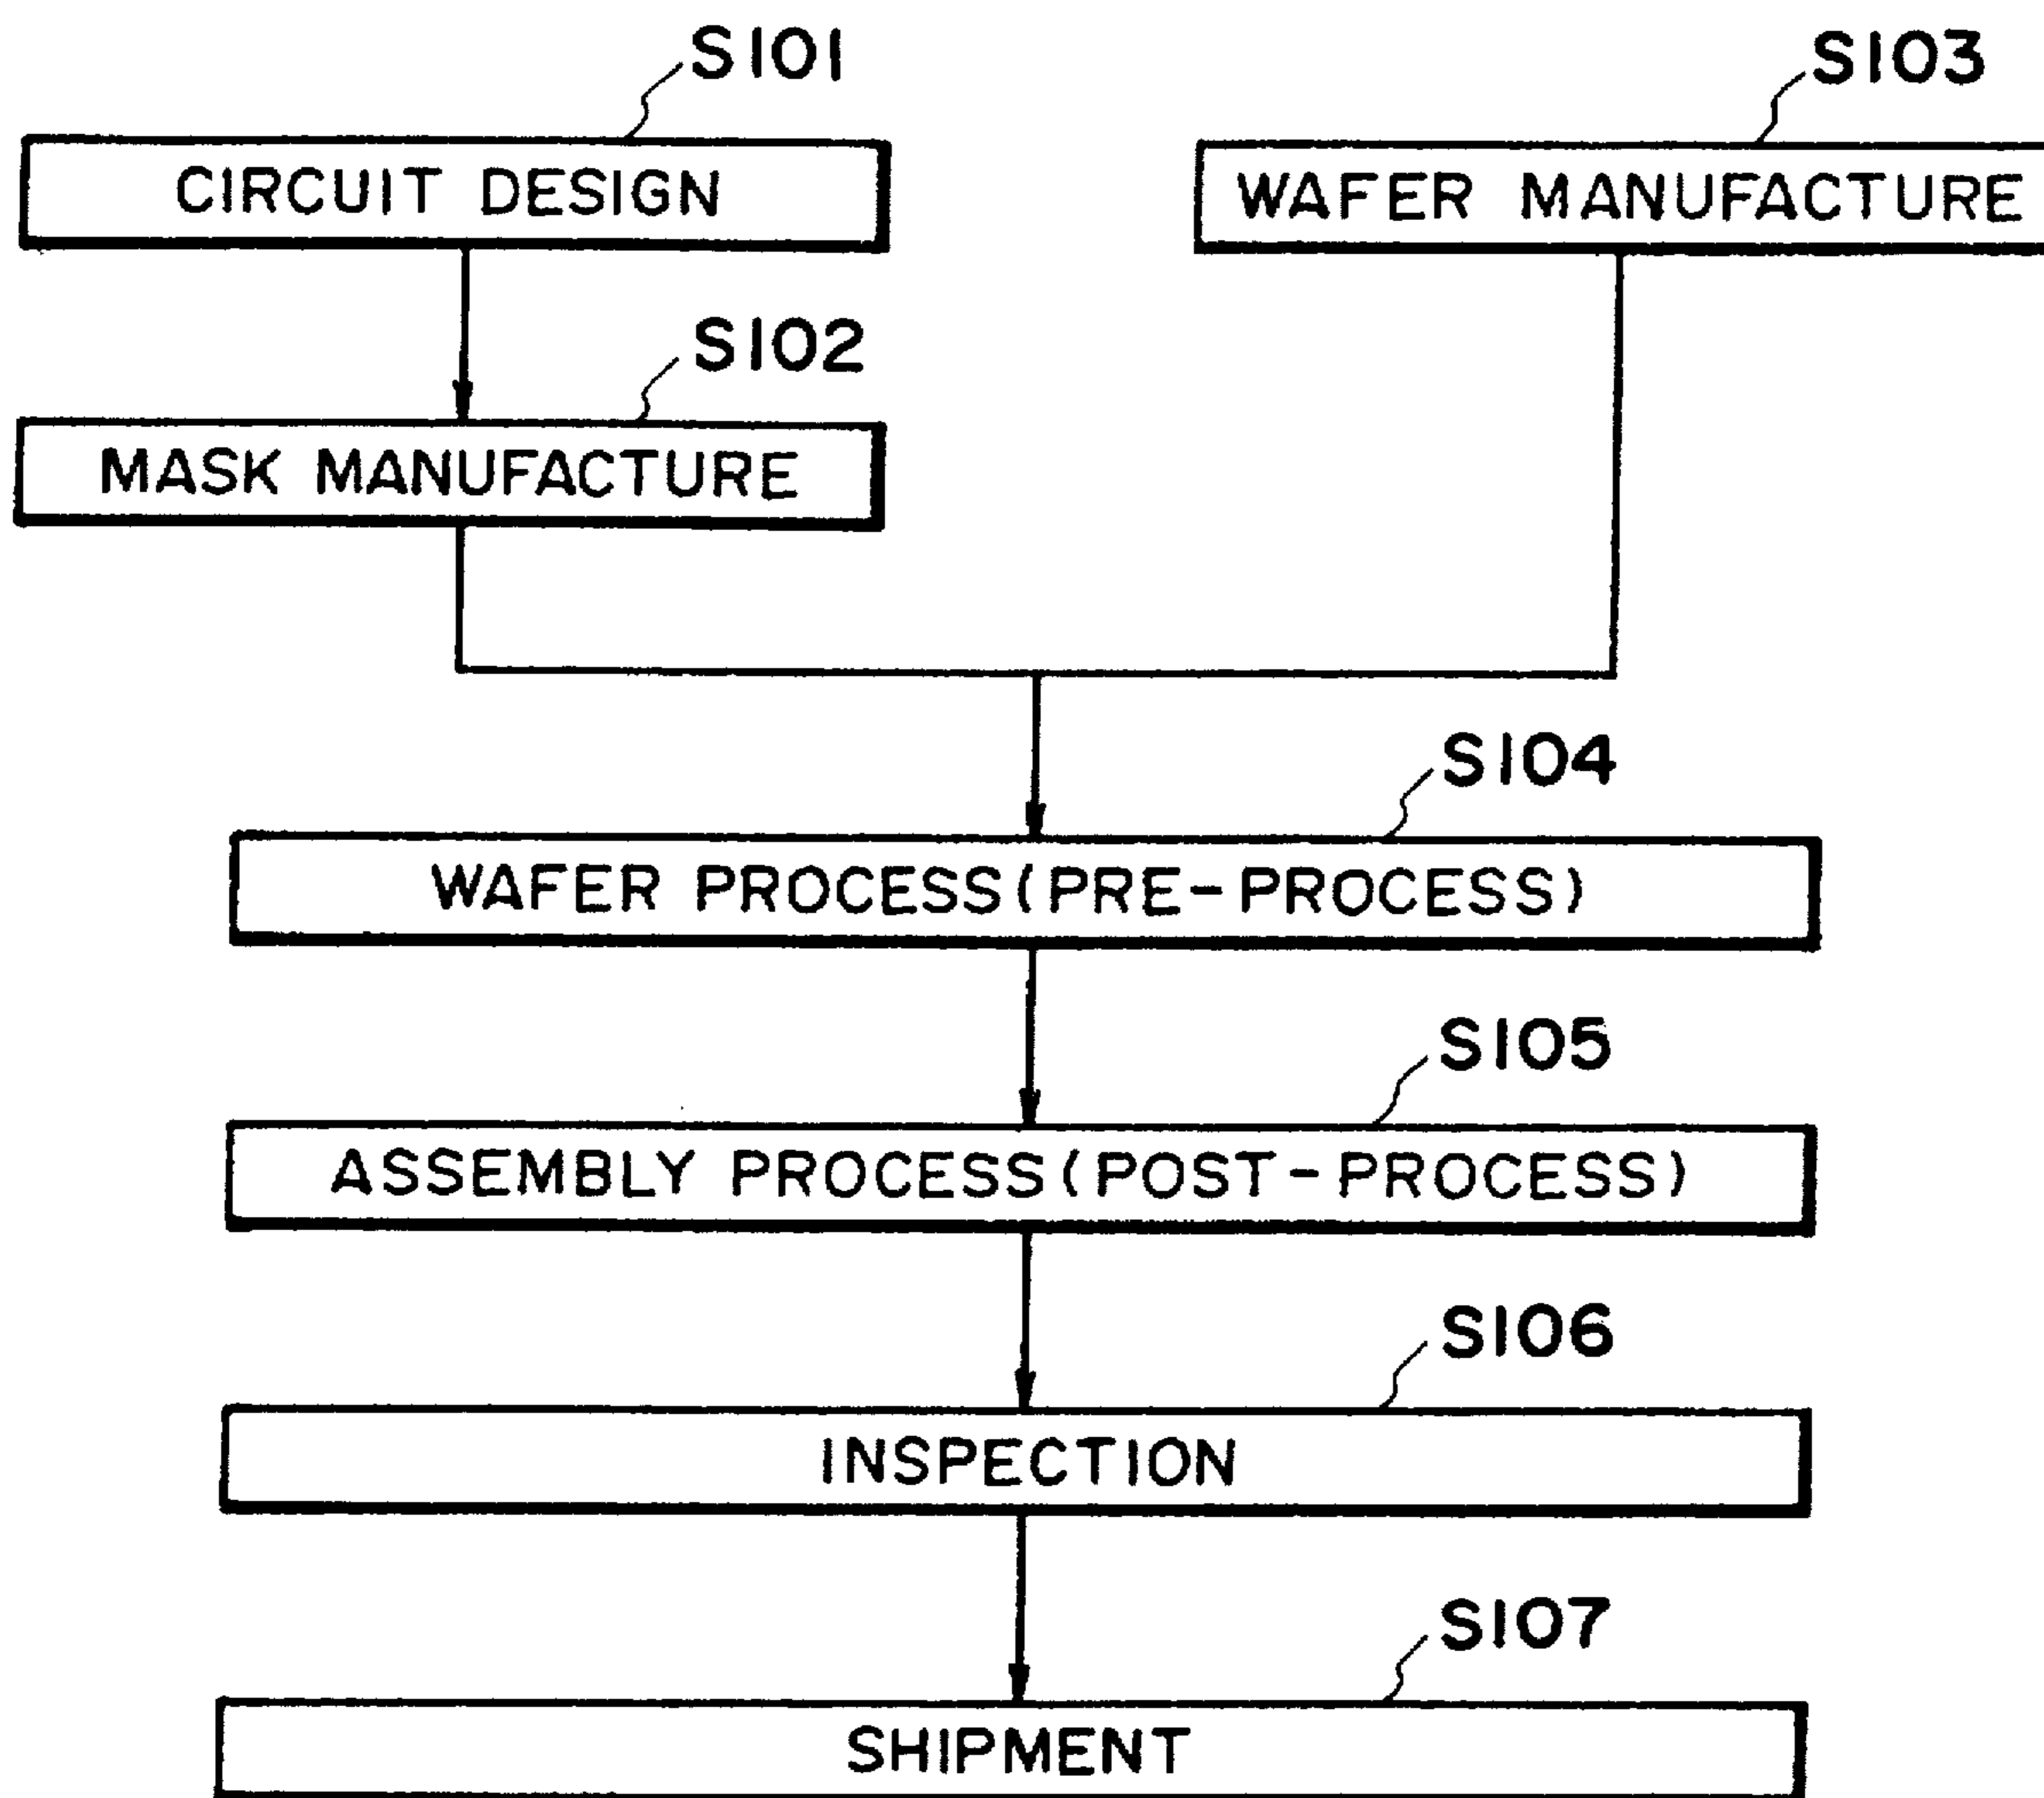 S101
CIRCUIT DESIGN
S103
WAFER MANUFACTURE
S102
MASK MANUFACTURE
S104
WAFER PROCESS(PRE-PROCESS)
S105
ASSEMBLY PROCESS(POST-PROCESS)
S106
INSPECTION
S107
SHIPMENT